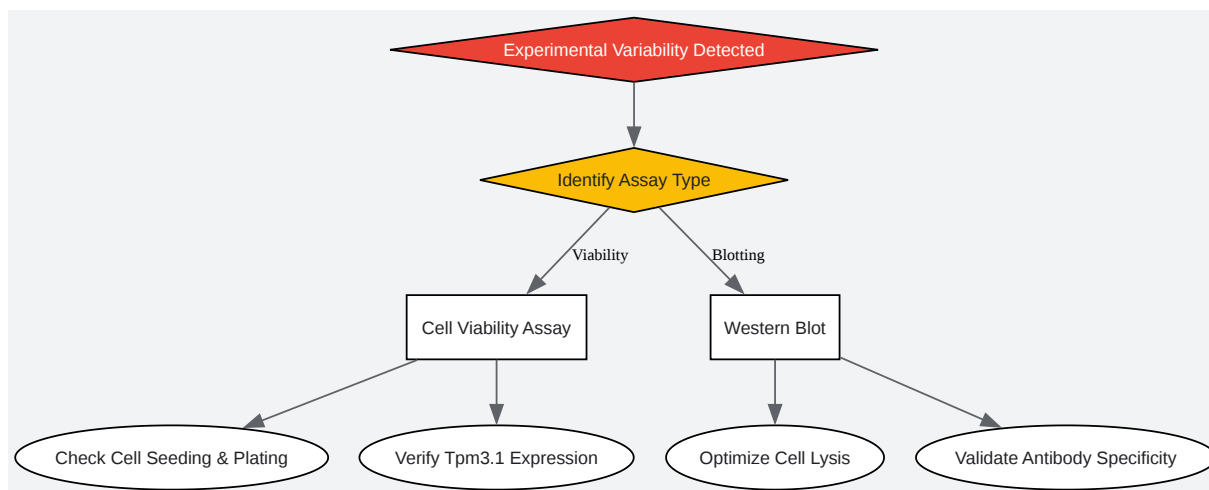 Experimental Variability Detected
Identify Assay Type
Viability
Blotting
Cell Viability Assay
Western Blot
Check Cell Seeding & Plating
Verify Tpm3.1 Expression
Optimize Cell Lysis
Validate Antibody Specificity